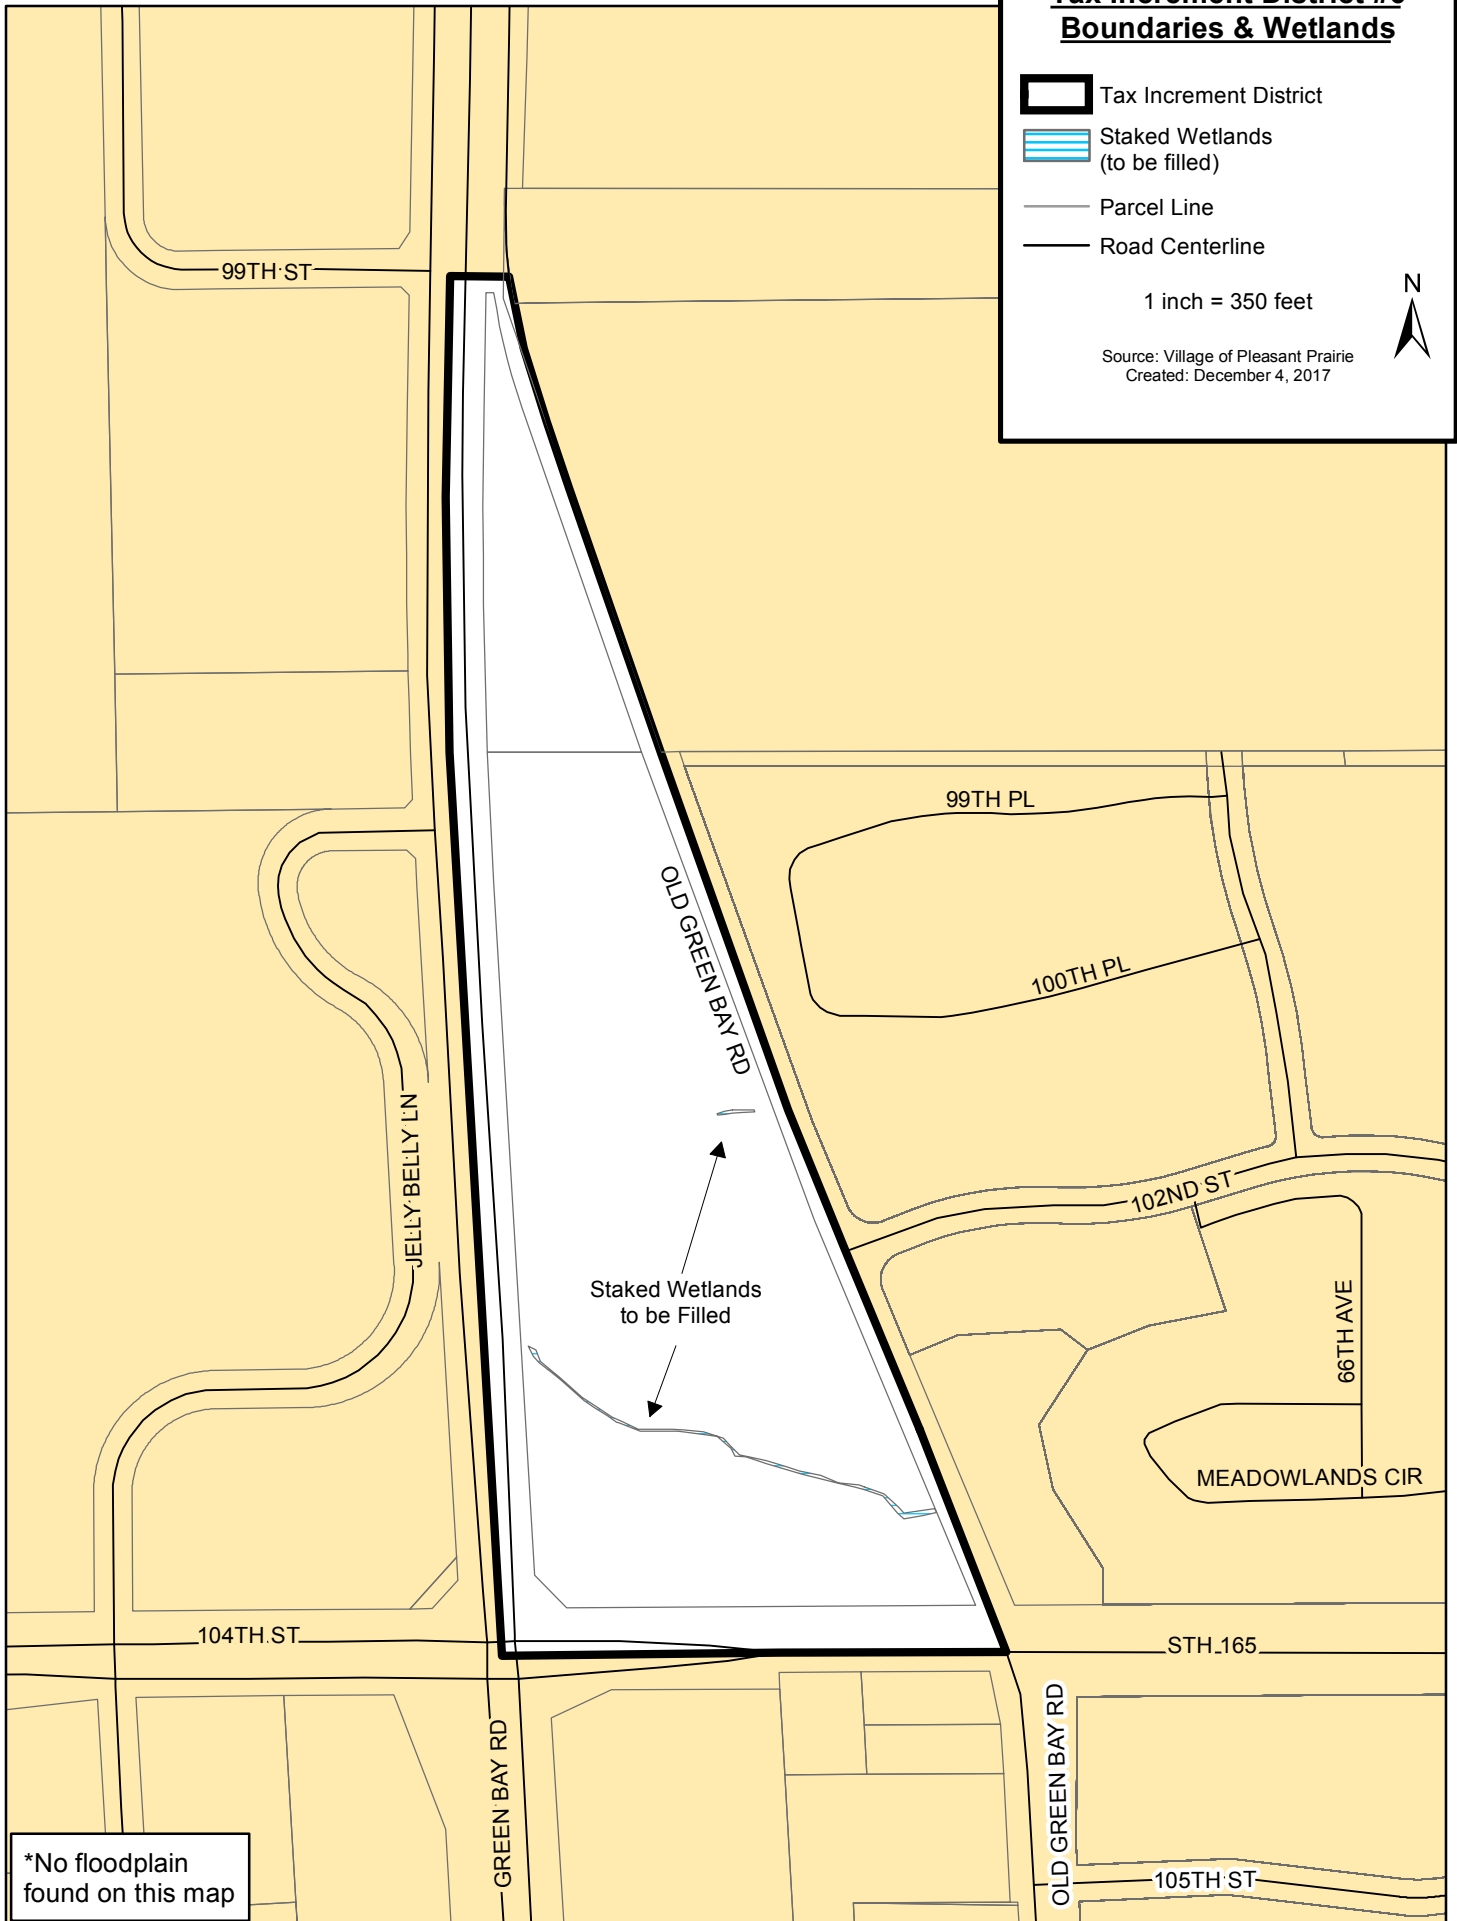 Tax Increment District
Boundaries & Wetlands
Tax Increment District
Staked Wetlands
(to be filled)
Parcel Line
Road Centerline
1 inch = 350 feet
N
Source: Village of Pleasant Prairie
Created: December 4, 2017
99TH ST
99TH PL
OLD GREEN BAY RD
100TH PL
JELLY BELLY LN
102ND ST
Staked Wetlands
to be Filled
66TH AVE
MEADOWLANDS CIR
104TH ST
STH 165
GREEN BAY RD
OLD GREEN BAY RD
105TH ST
*No floodplain
found on this map